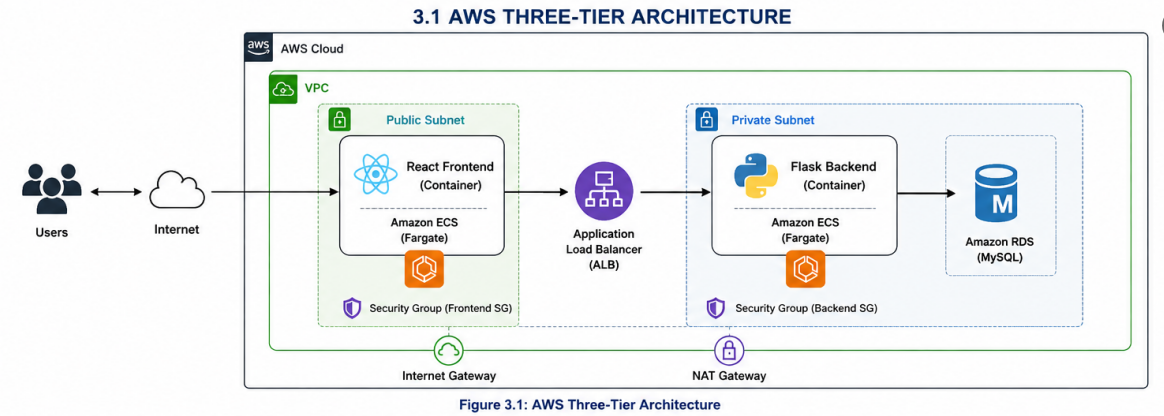 3.1 AWS THREE-TIER ARCHITECTURE
aws
AWS Cloud
VPC
Public Subnet
React Frontend
(Container)
Amazon ECS
(Fargate)
Security Group (Frontend SG)
Users
Internet
Application
Load Balancer
(ALB)
Private Subnet
Flask Backend
(Container)
Amazon ECS
(Fargate)
Security Group (Backend SG)
M
Amazon RDS
(MySQL)
Internet Gateway
NAT Gateway
Figure 3.1: AWS Three-Tier Architecture